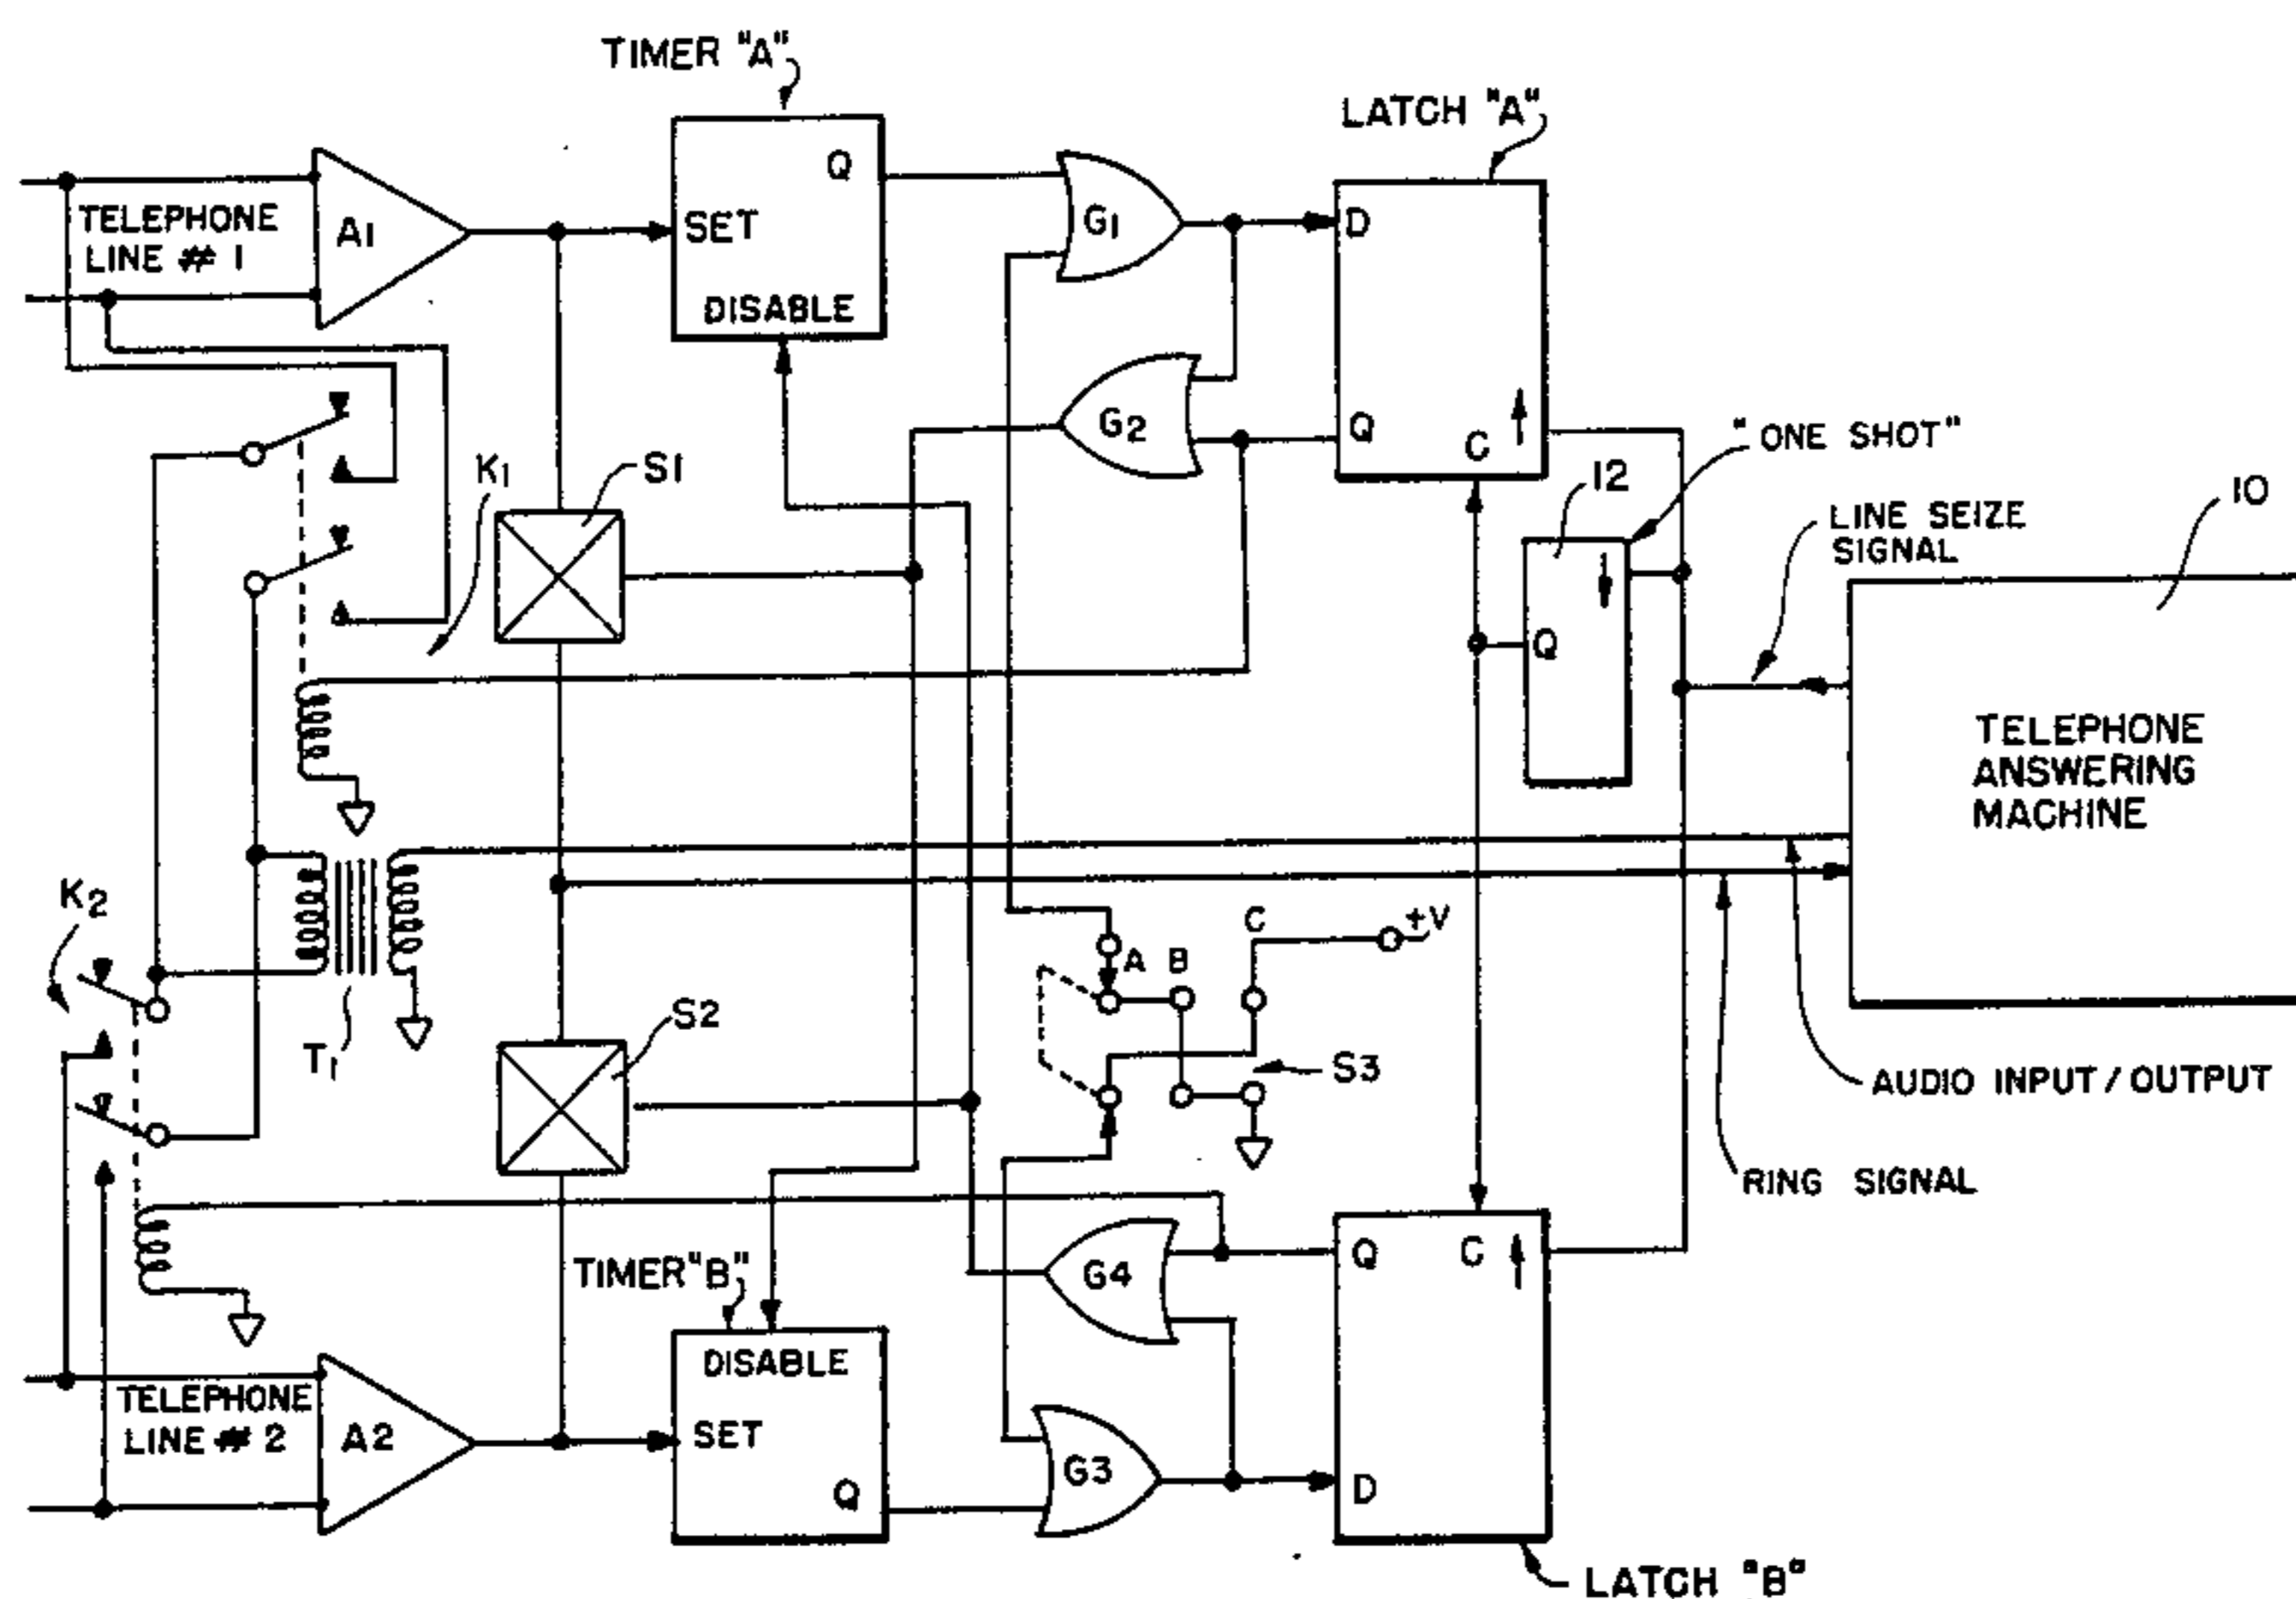 TIMER "A"
LATCH "A"
Q
TELEPHONE
LINE # 1
A1
SET
DISABLE
G1
D
G2
Q
C
"ONE SHOT"
12
K1
S1
LINE SEIZE
SIGNAL
10
Q
TELEPHONE
ANSWERING
MACHINE
K2
T1
S2
A B C +V
S3
AUDIO INPUT / OUTPUT
RING SIGNAL
TIMER "B"
G4
Q
C
DISABLE
TELEPHONE
LINE # 2
A2
SET
Q
G3
D
LATCH "B"